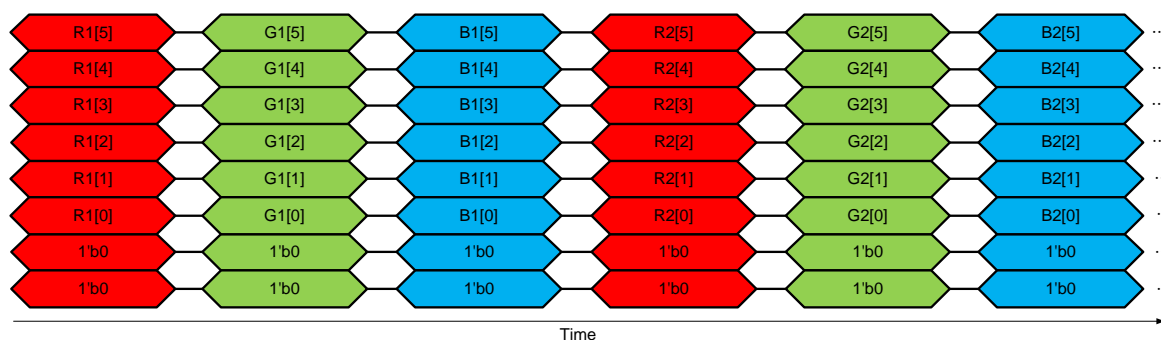 R1[5] G1[5] B1[5] R2[5] G2[5] B2[5] ...
R1[4] G1[4] B1[4] R2[4] G2[4] B2[4] ...
R1[3] G1[3] B1[3] R2[3] G2[3] B2[3] ...
R1[2] G1[2] B1[2] R2[2] G2[2] B2[2] ...
R1[1] G1[1] B1[1] R2[1] G2[1] B2[1] ...
R1[0] G1[0] B1[0] R2[0] G2[0] B2[0] ...
1'b0 1'b0 1'b0 1'b0 1'b0 1'b0 ...
1'b0 1'b0 1'b0 1'b0 1'b0 1'b0 ...
Time